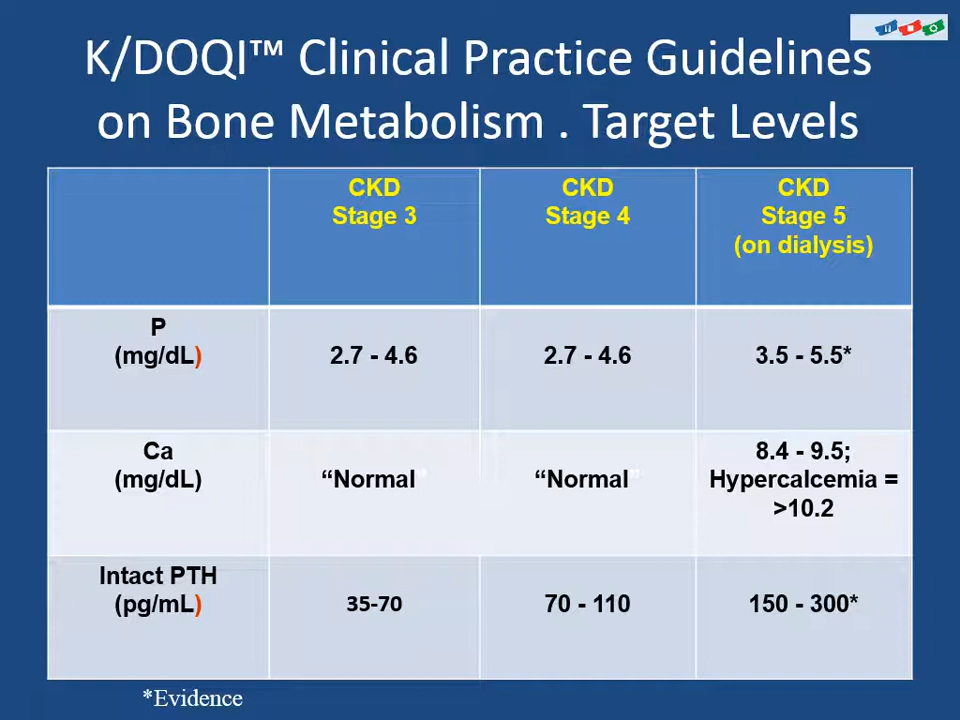 K/DOQI™ Clinical Practice Guidelines
on Bone Metabolism . Target Levels
CKD
Stage 3
CKD
Stage 4
CKD
Stage 5
(on dialysis)
P
(mg/dL)
2.7 - 4.6
2.7 - 4.6
3.5 - 5.5*
Ca
(mg/dL)
“Normal”
“Normal”
8.4 - 9.5;
Hypercalcemia =
>10.2
Intact PTH
(pg/mL)
35-70
70 - 110
150 - 300*
*Evidence